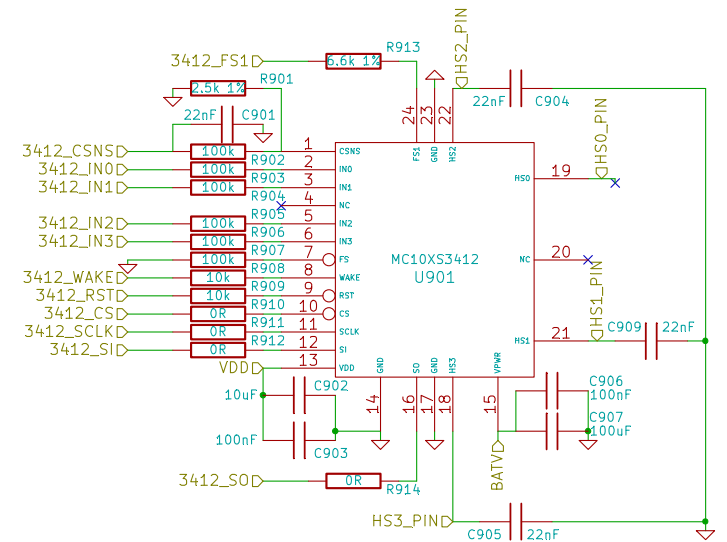 HS2_PIN
3412_FS1
6.6k 1%
R913
2.5k 1%
R901
22nF
C904
22nF
C901
24
23
22
HS0_PIN
3412_CSNS
100k
1
CSNS
FS1
GND
HS2
R902
3412_IN0
100k
2
IN0
R903
19
HS0
3412_IN1
100k
3
IN1
R904
4
NC
R905
3412_IN2
100k
5
IN2
R906
3412_IN3
100k
6
IN3
R907
100k
7
FS
MC10XS3412
NC
20
R908
3412_WAKE
10k
8
WAKE
U901
R909
3412_RST
10k
9
RST
HS1_PIN
R910
3412_CS
0R
10
CS
R911
3412_SCLK
0R
11
SCLK
C909
22nF
R912
3412_SI
0R
12
SI
HS1
21
VDD
13
VDD
GND
SO
GND
HS3
VPWR
C902
10uF
C906
100nF
14
16
17
18
15
C907
100uF
100nF
C903
BATV
3412_SO
0R
R914
HS3_PIN
C905
22nF